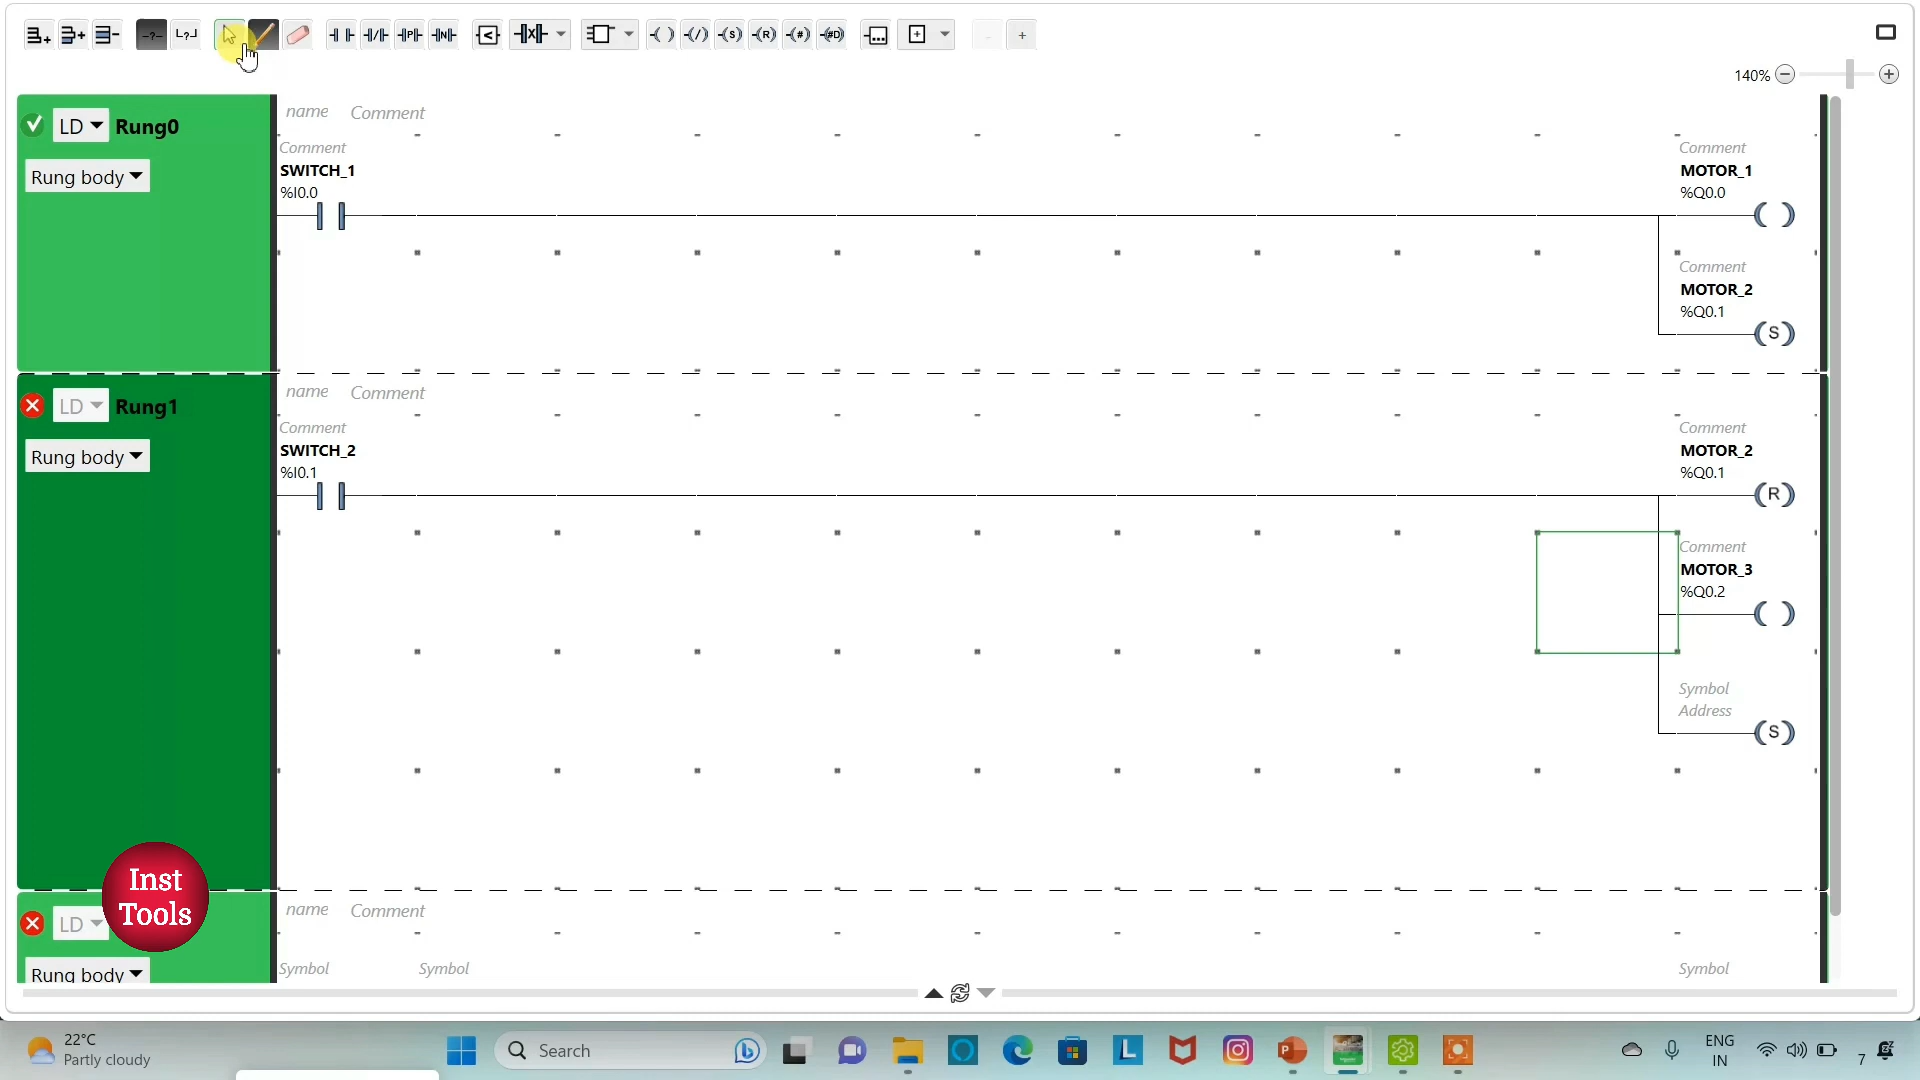 140%
LD Rung0
name Comment
Comment
SWITCH_1
%I0.0
Comment
MOTOR_1
%Q0.0
Rung body
Comment
MOTOR_2
%Q0.1
(S)
LD Rung1
name Comment
Comment
SWITCH_2
%I0.1
Comment
MOTOR_2
%Q0.1
(R)
Rung body
Comment
MOTOR_3
%Q0.2
Symbol
Address
(S)
Inst
Tools
LD
name Comment
Rung body
Symbol Symbol Symbol
22°C
Partly cloudy
Search
ENG
IN
7